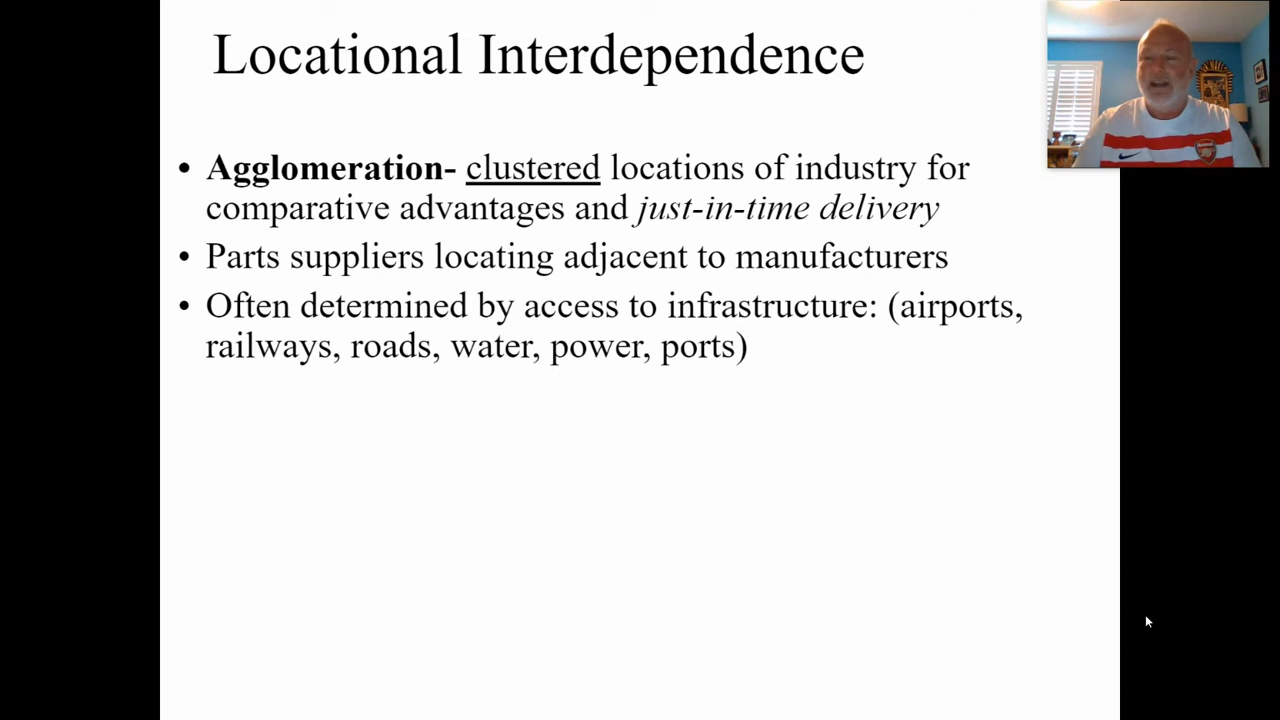 Locational Interdependence
• Agglomeration- clustered locations of industry for
comparative advantages and just-in-time delivery
• Parts suppliers locating adjacent to manufacturers
• Often determined by access to infrastructure: (airports,
railways, roads, water, power, ports)
Arsenal